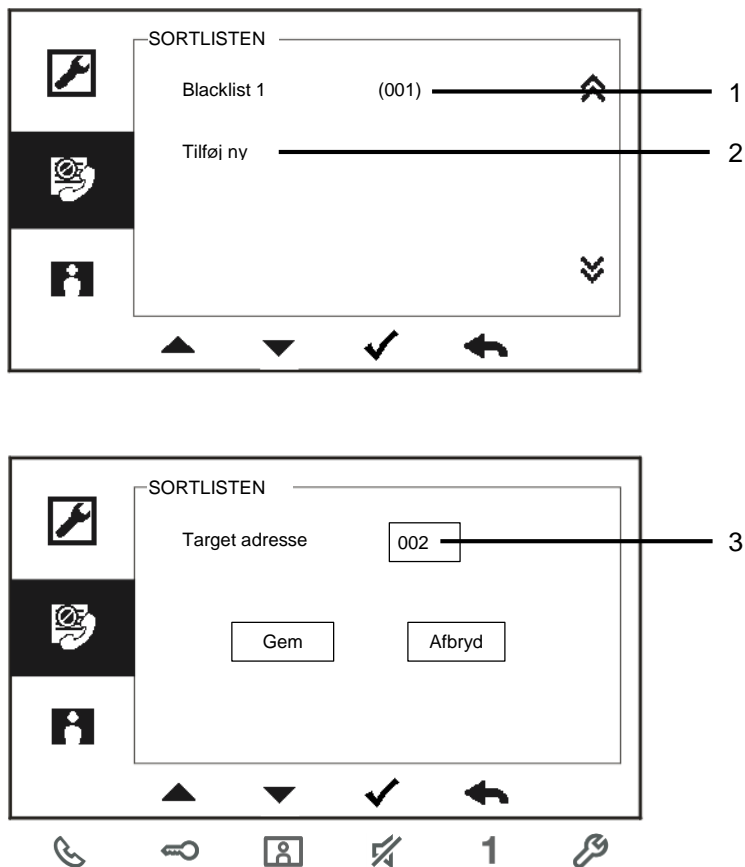 SORTLISTEN
Blacklist 1 (001) 1
Tilføj ny 2
SORTLISTEN
Target adresse 002 3
Gem Afbryd
1